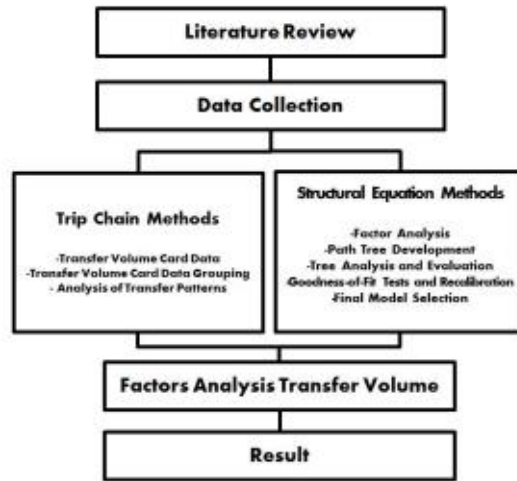 Literature Review
Data Collection
Trip Chain Methods
-Transfer Volume Card Data
-Transfer Volume Card Data Grouping
- Analysis of Transfer Patterns
Structural Equation Methods
-Factor Analysis
-Path Tree Development
-Tree Analysis and Evaluation
-Goodness-of-Fit Tests and Recalibration
-Final Model Selection
Factors Analysis Transfer Volume
Result